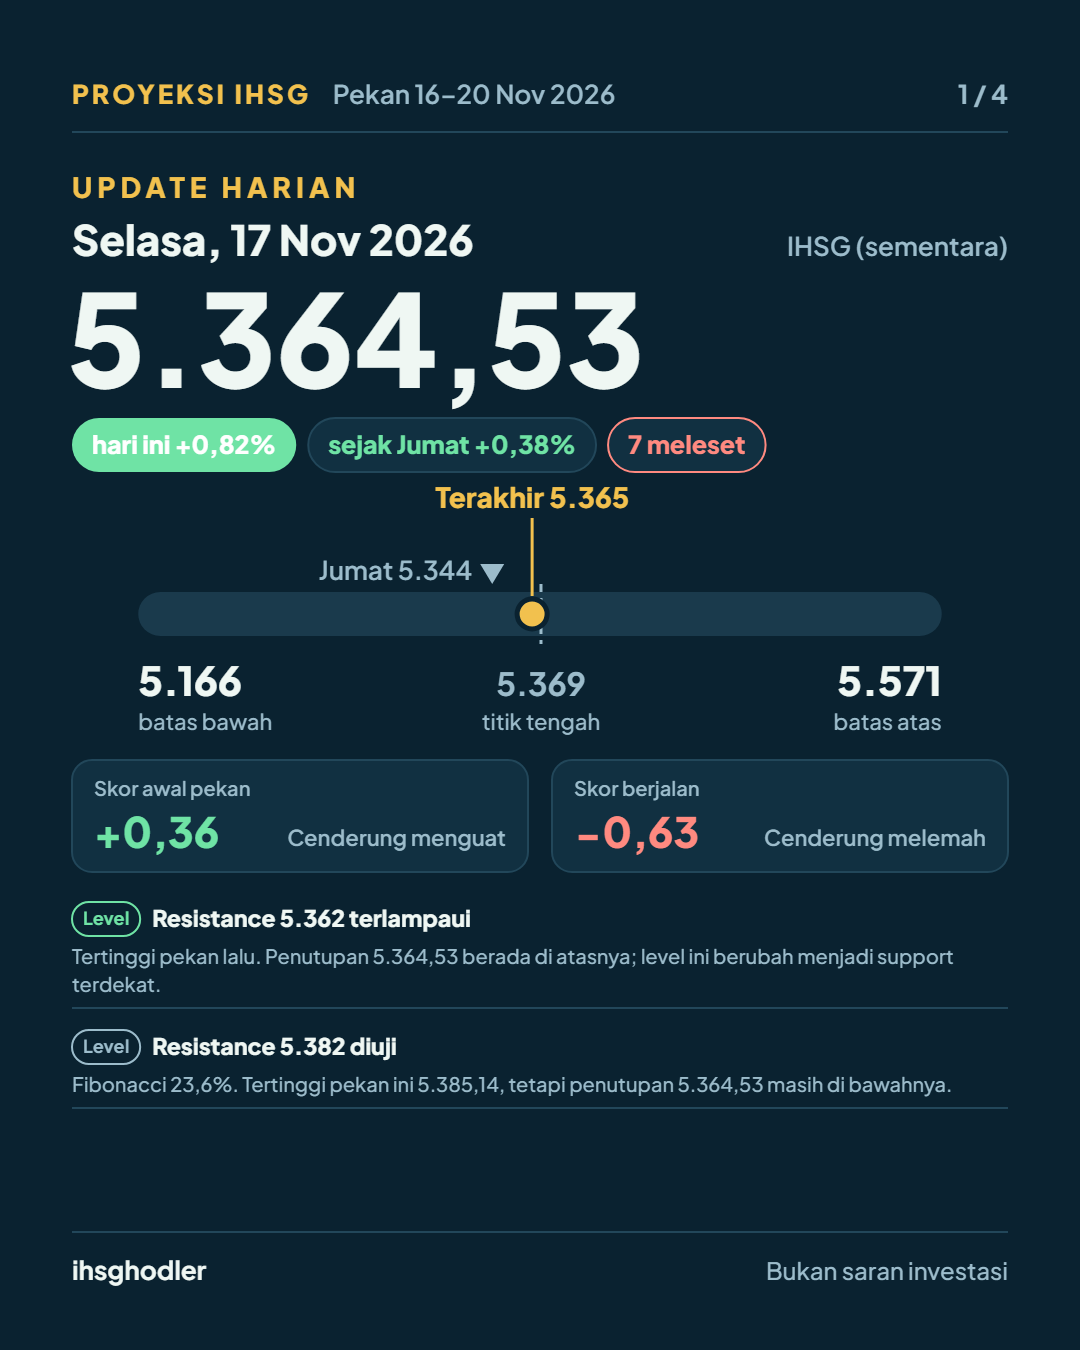 PROYEKSI IHSG Pekan 16–20 Nov 2026 1 / 4
UPDATE HARIAN
Selasa, 17 Nov 2026 IHSG (sementara)
5.364,53
hari ini +0,82% sejak Jumat +0,38% 7 meleset
Terakhir 5.365
Jumat 5.344
5.166 5.369 5.571
batas bawah titik tengah batas atas
Skor awal pekan Skor berjalan
+0,36 Cenderung menguat −0,63 Cenderung melemah
Level Resistance 5.362 terlampaui
Tertinggi pekan lalu. Penutupan 5.364,53 berada di atasnya; level ini berubah menjadi support
terdekat.
Level Resistance 5.382 diuji
Fibonacci 23,6%. Tertinggi pekan ini 5.385,14, tetapi penutupan 5.364,53 masih di bawahnya.
ihsghodler Bukan saran investasi